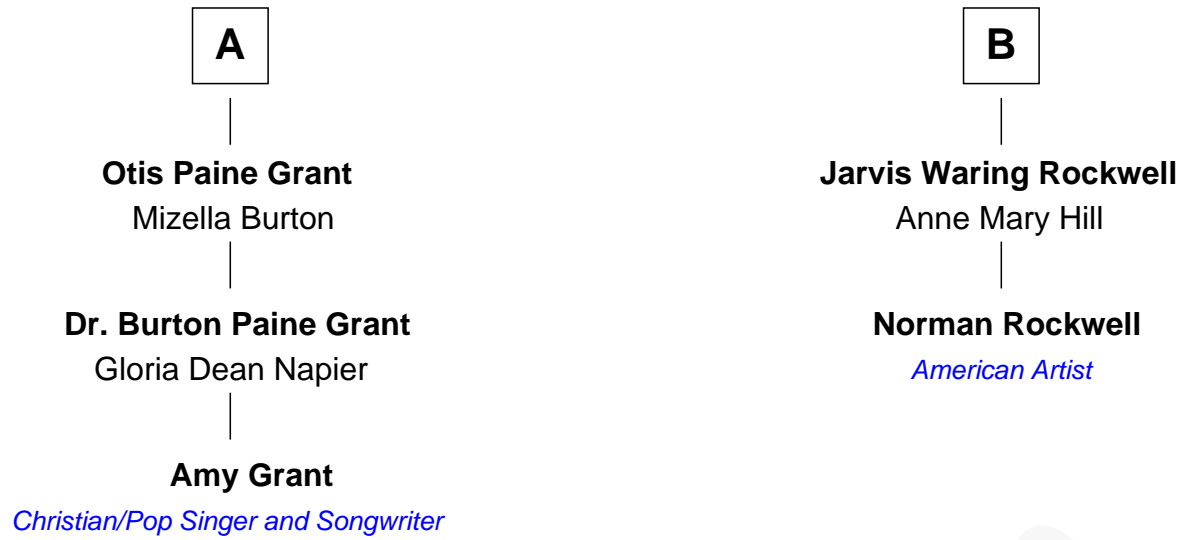 A
Otis Paine Grant
Mizella Burton
Dr. Burton Paine Grant
Gloria Dean Napier
Amy Grant
Christian/Pop Singer and Songwriter
B
Jarvis Waring Rockwell
Anne Mary Hill
Norman Rockwell
American Artist